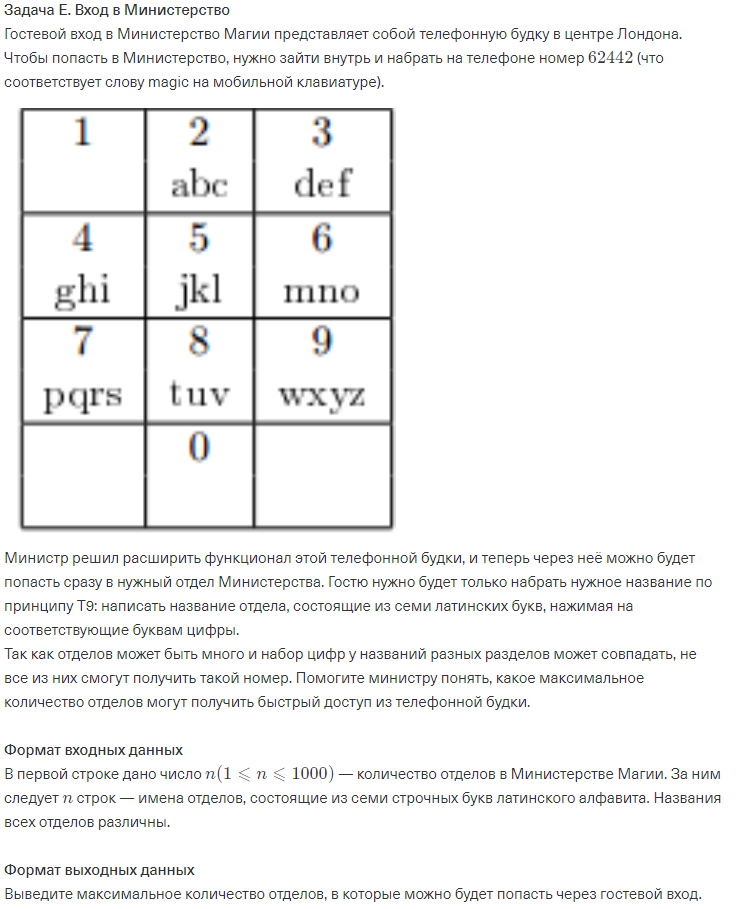 Задача E. Вход в Министерство
Гостевой вход в Министерство Магии представляет собой телефонную будку в центре Лондона.
Чтобы попасть в Министерство, нужно зайти внутрь и набрать на телефоне номер 62442 (что
соответствует слову magic на мобильной клавиатуре).
1 2 3
abc def
4 5 6
ghi jkl mno
7 8 9
pqrs tuv wxyz
0
Министр решил расширить функционал этой телефонной будки, и теперь через неё можно будет
попасть сразу в нужный отдел Министерства. Гостю нужно будет только набрать нужное название по
принципу T9: написать название отдела, состоящие из семи латинских букв, нажимая на
соответствующие буквам цифры.
Так как отделов может быть много и набор цифр у названий разных разделов может совпадать, не
все из них смогут получить такой номер. Помогите министру понять, какое максимальное
количество отделов могут получить быстрый доступ из телефонной будки.
Формат входных данных
В первой строке дано число n(1 ⩽ n ⩽ 1000) — количество отделов в Министерстве Магии. За ним
следует n строк — имена отделов, состоящие из семи строчных букв латинского алфавита. Названия
всех отделов различны.
Формат выходных данных
Выведите максимальное количество отделов, в которые можно будет попасть через гостевой вход.